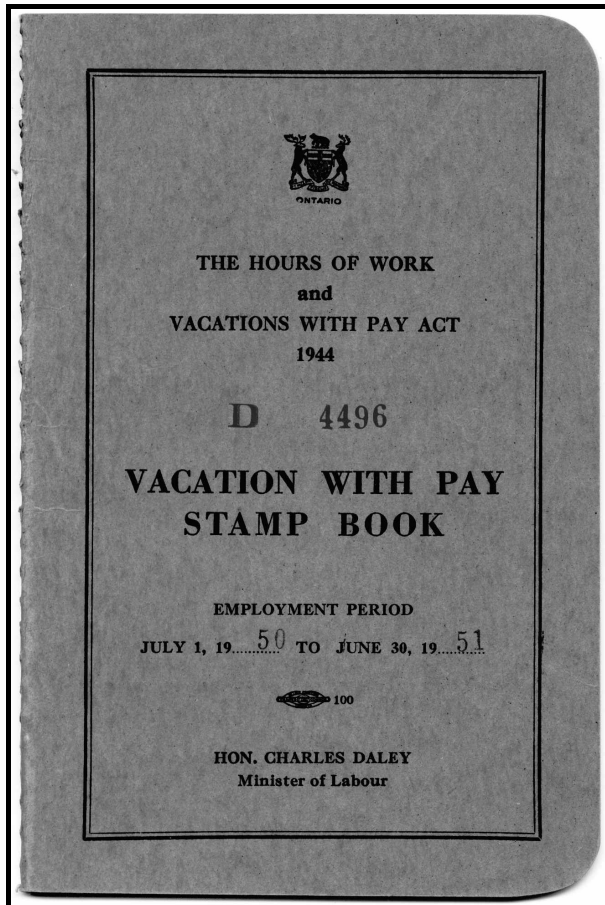 ONTARIO
THE HOURS OF WORK
and
VACATIONS WITH PAY ACT
1944
D 4496
VACATION WITH PAY
STAMP BOOK
EMPLOYMENT PERIOD
JULY 1, 19.....50..... TO JUNE 30, 19.....51.....
100
HON. CHARLES DALEY
Minister of Labour